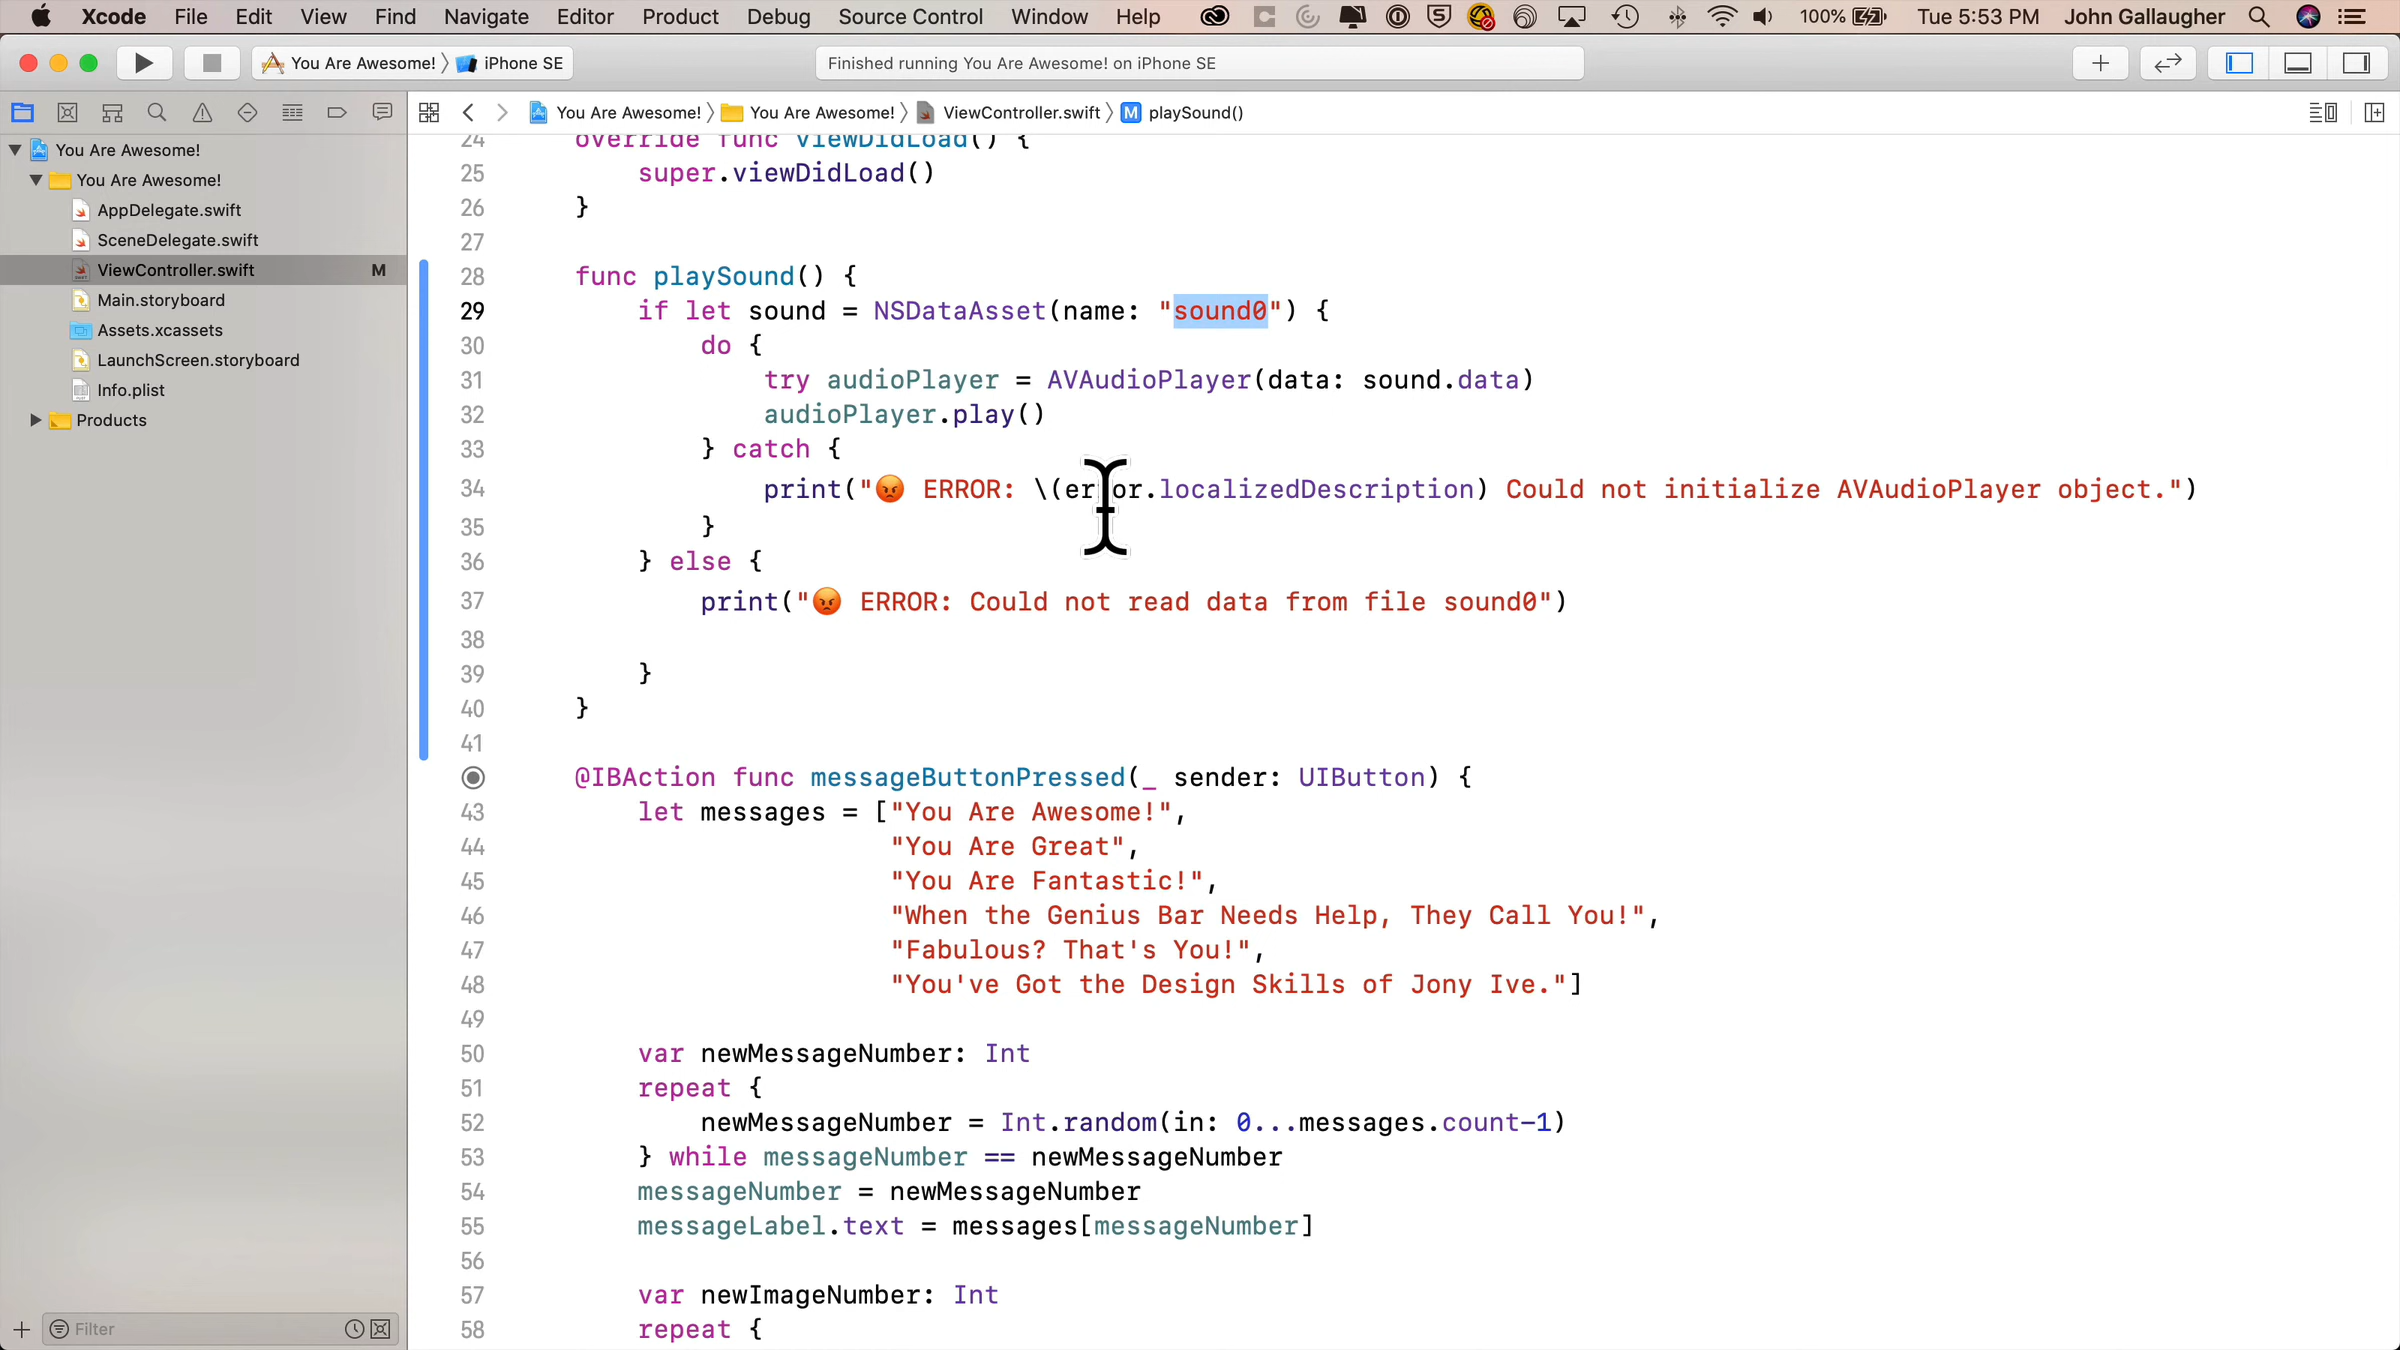 Xcode File Edit View Find Navigate Editor Product Debug Source Control Window Help 100% Tue 5:53 PM John Gallaugher
You Are Awesome! iPhone SE Finished running You Are Awesome! on iPhone SE
You Are Awesome! You Are Awesome! ViewController.swift M playSound()
You Are Awesome!
You Are Awesome!
AppDelegate.swift
SceneDelegate.swift
ViewController.swift M
Main.storyboard
Assets.xcassets
LaunchScreen.storyboard
Info.plist
Products
Filter
24 override func viewDidLoad() {
25 super.viewDidLoad()
26 }
27
28 func playSound() {
29 if let sound = NSDataAsset(name: "sound0") {
30 do {
31 try audioPlayer = AVAudioPlayer(data: sound.data)
32 audioPlayer.play()
33 } catch {
34 print("😡 ERROR: \(error.localizedDescription) Could not initialize AVAudioPlayer object.")
35 }
36 } else {
37 print("😡 ERROR: Could not read data from file sound0")
38
39 }
40 }
41
@IBAction func messageButtonPressed(_ sender: UIButton) {
43 let messages = ["You Are Awesome!",
44 "You Are Great",
45 "You Are Fantastic!",
46 "When the Genius Bar Needs Help, They Call You!",
47 "Fabulous? That's You!",
48 "You've Got the Design Skills of Jony Ive."]
49
50 var newMessageNumber: Int
51 repeat {
52 newMessageNumber = Int.random(in: 0...messages.count-1)
53 } while messageNumber == newMessageNumber
54 messageNumber = newMessageNumber
55 messageLabel.text = messages[messageNumber]
56
57 var newImageNumber: Int
58 repeat {